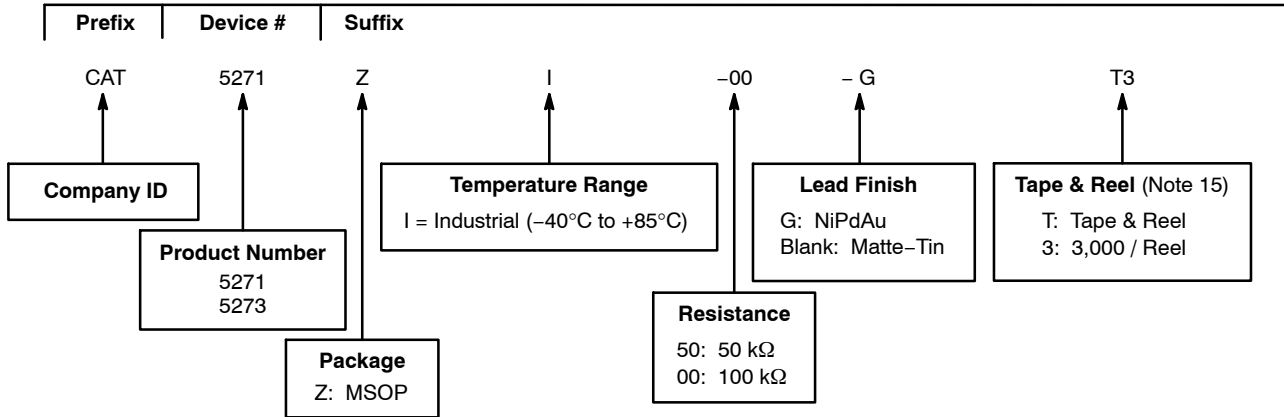 Prefix Device # Suffix
CAT 5271 Z I −00 − G T3
Company ID
Product Number
5271
5273
Package
Z: MSOP
Temperature Range
I = Industrial (−40°C to +85°C)
Resistance
50: 50 kΩ
00: 100 kΩ
Lead Finish
G: NiPdAu
Blank: Matte−Tin
Tape & Reel (Note 15)
T: Tape & Reel
3: 3,000 / Reel